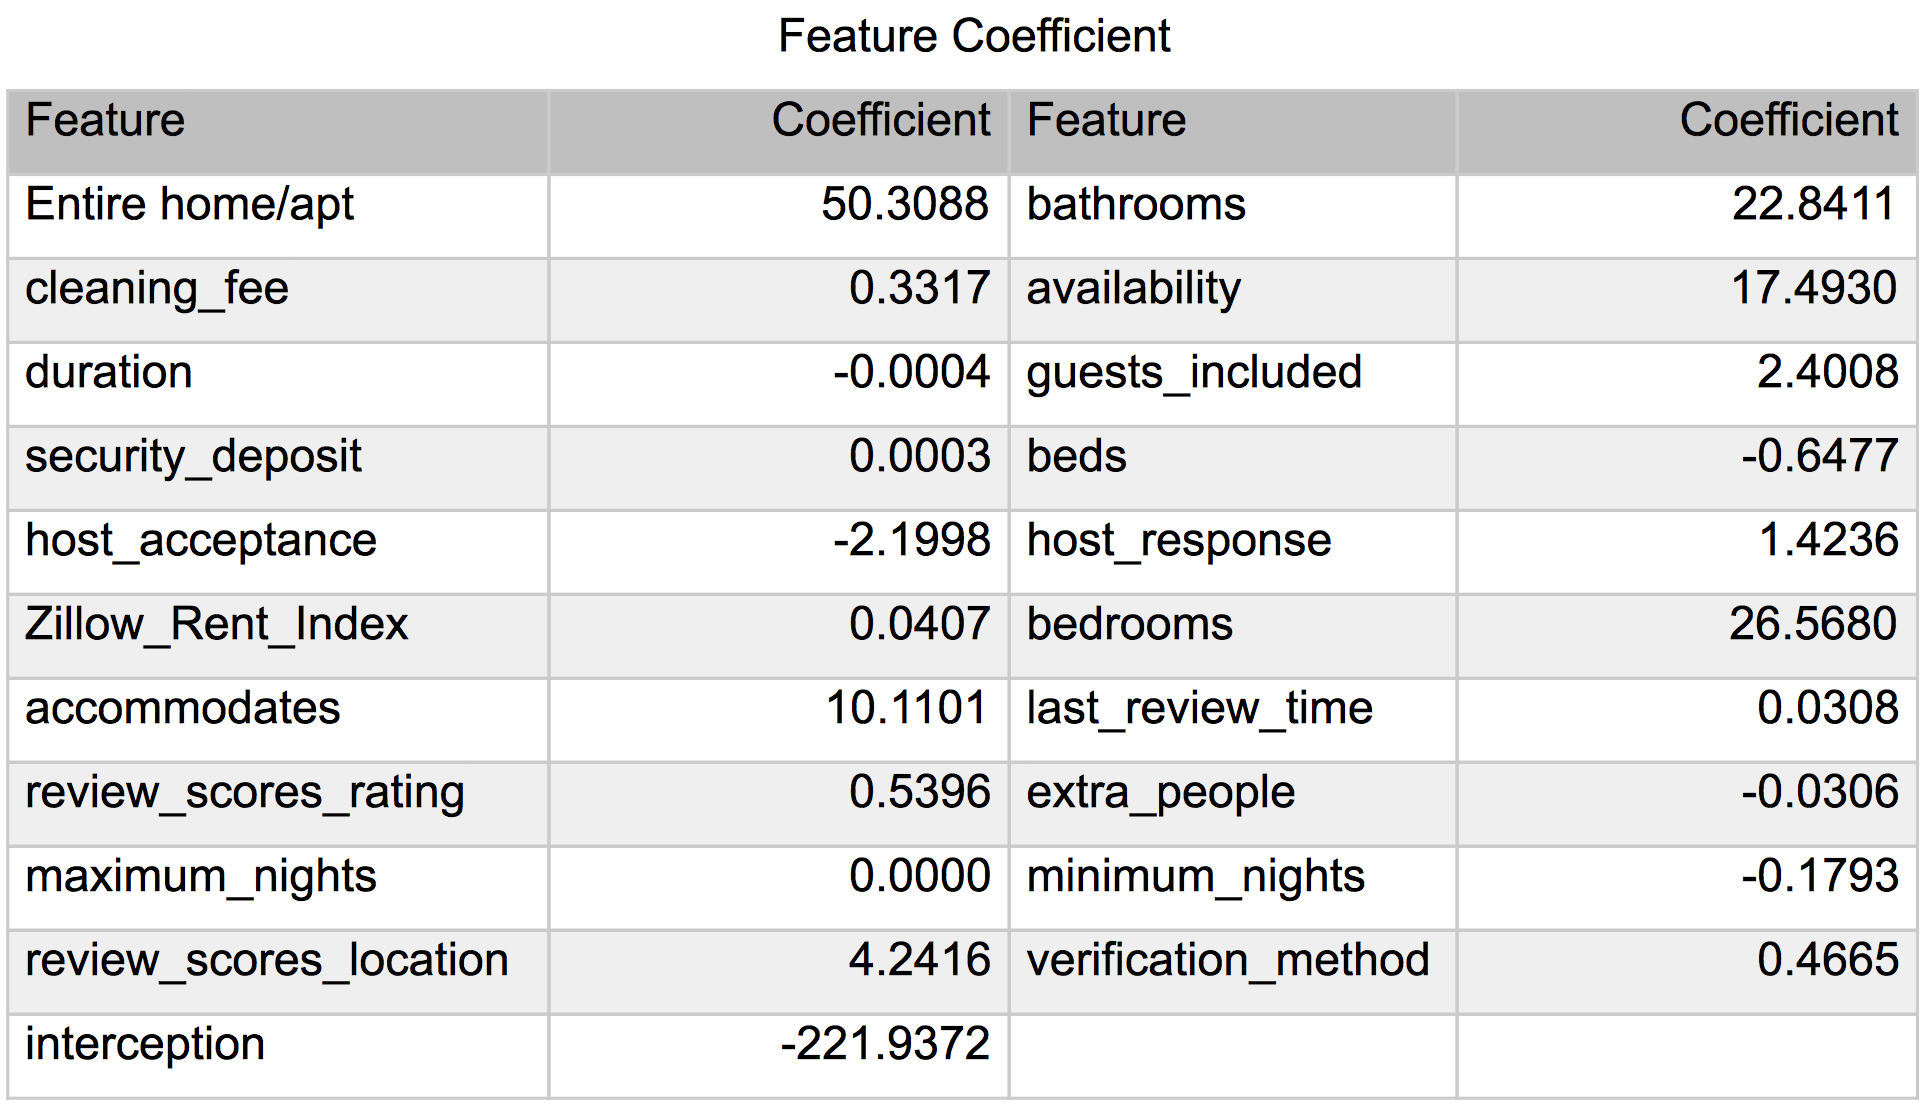 Feature Coefficient
Feature Coefficient Feature Coefficient
Entire home/apt 50.3088 bathrooms 22.8411
cleaning_fee 0.3317 availability 17.4930
duration -0.0004 guests_included 2.4008
security_deposit 0.0003 beds -0.6477
host_acceptance -2.1998 host_response 1.4236
Zillow_Rent_Index 0.0407 bedrooms 26.5680
accommodates 10.1101 last_review_time 0.0308
review_scores_rating 0.5396 extra_people -0.0306
maximum_nights 0.0000 minimum_nights -0.1793
review_scores_location 4.2416 verification_method 0.4665
interception -221.9372